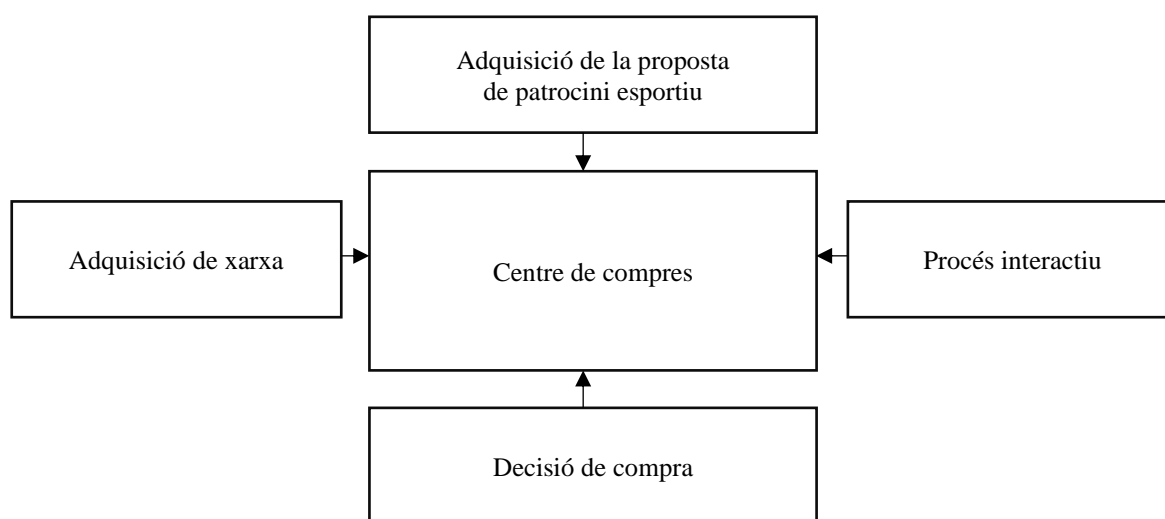 Adquisició de la proposta
de patrocini esportiu
Adquisició de xarxa
Centre de compres
Procés interactiu
Decisió de compra